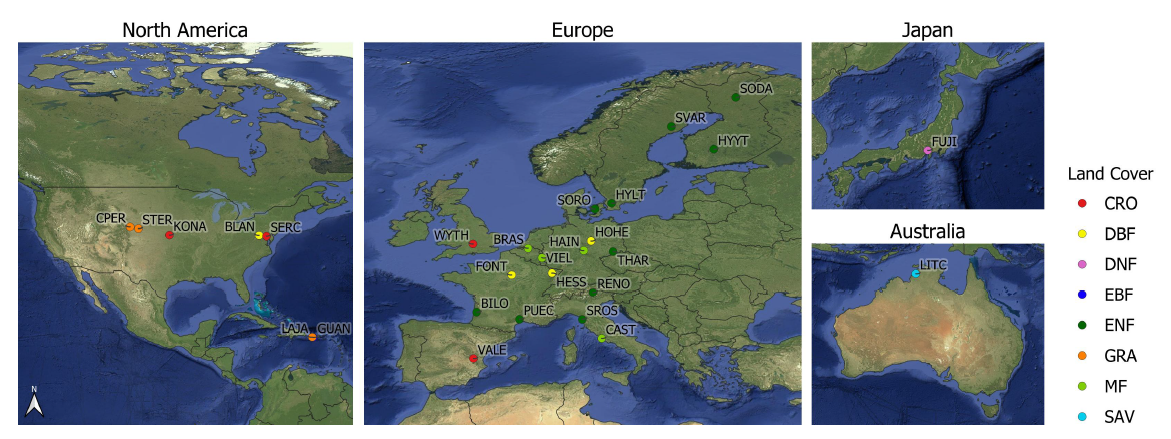 North America
Europe
Japan
SODA
SVAR
HYYT
FUJI
Land Cover
SORO HYLT
CRO
CPER STER KONA BLAN SERC
WYTH BRAS HAIN HOHE
DBF
Australia
FONT VIEL THAR
DNF
LITC
HESS RENO
EBF
BILO PUEC SROS
ENF
LAJA GUAN
CAST
VALE
GRA
MF
N
SAV